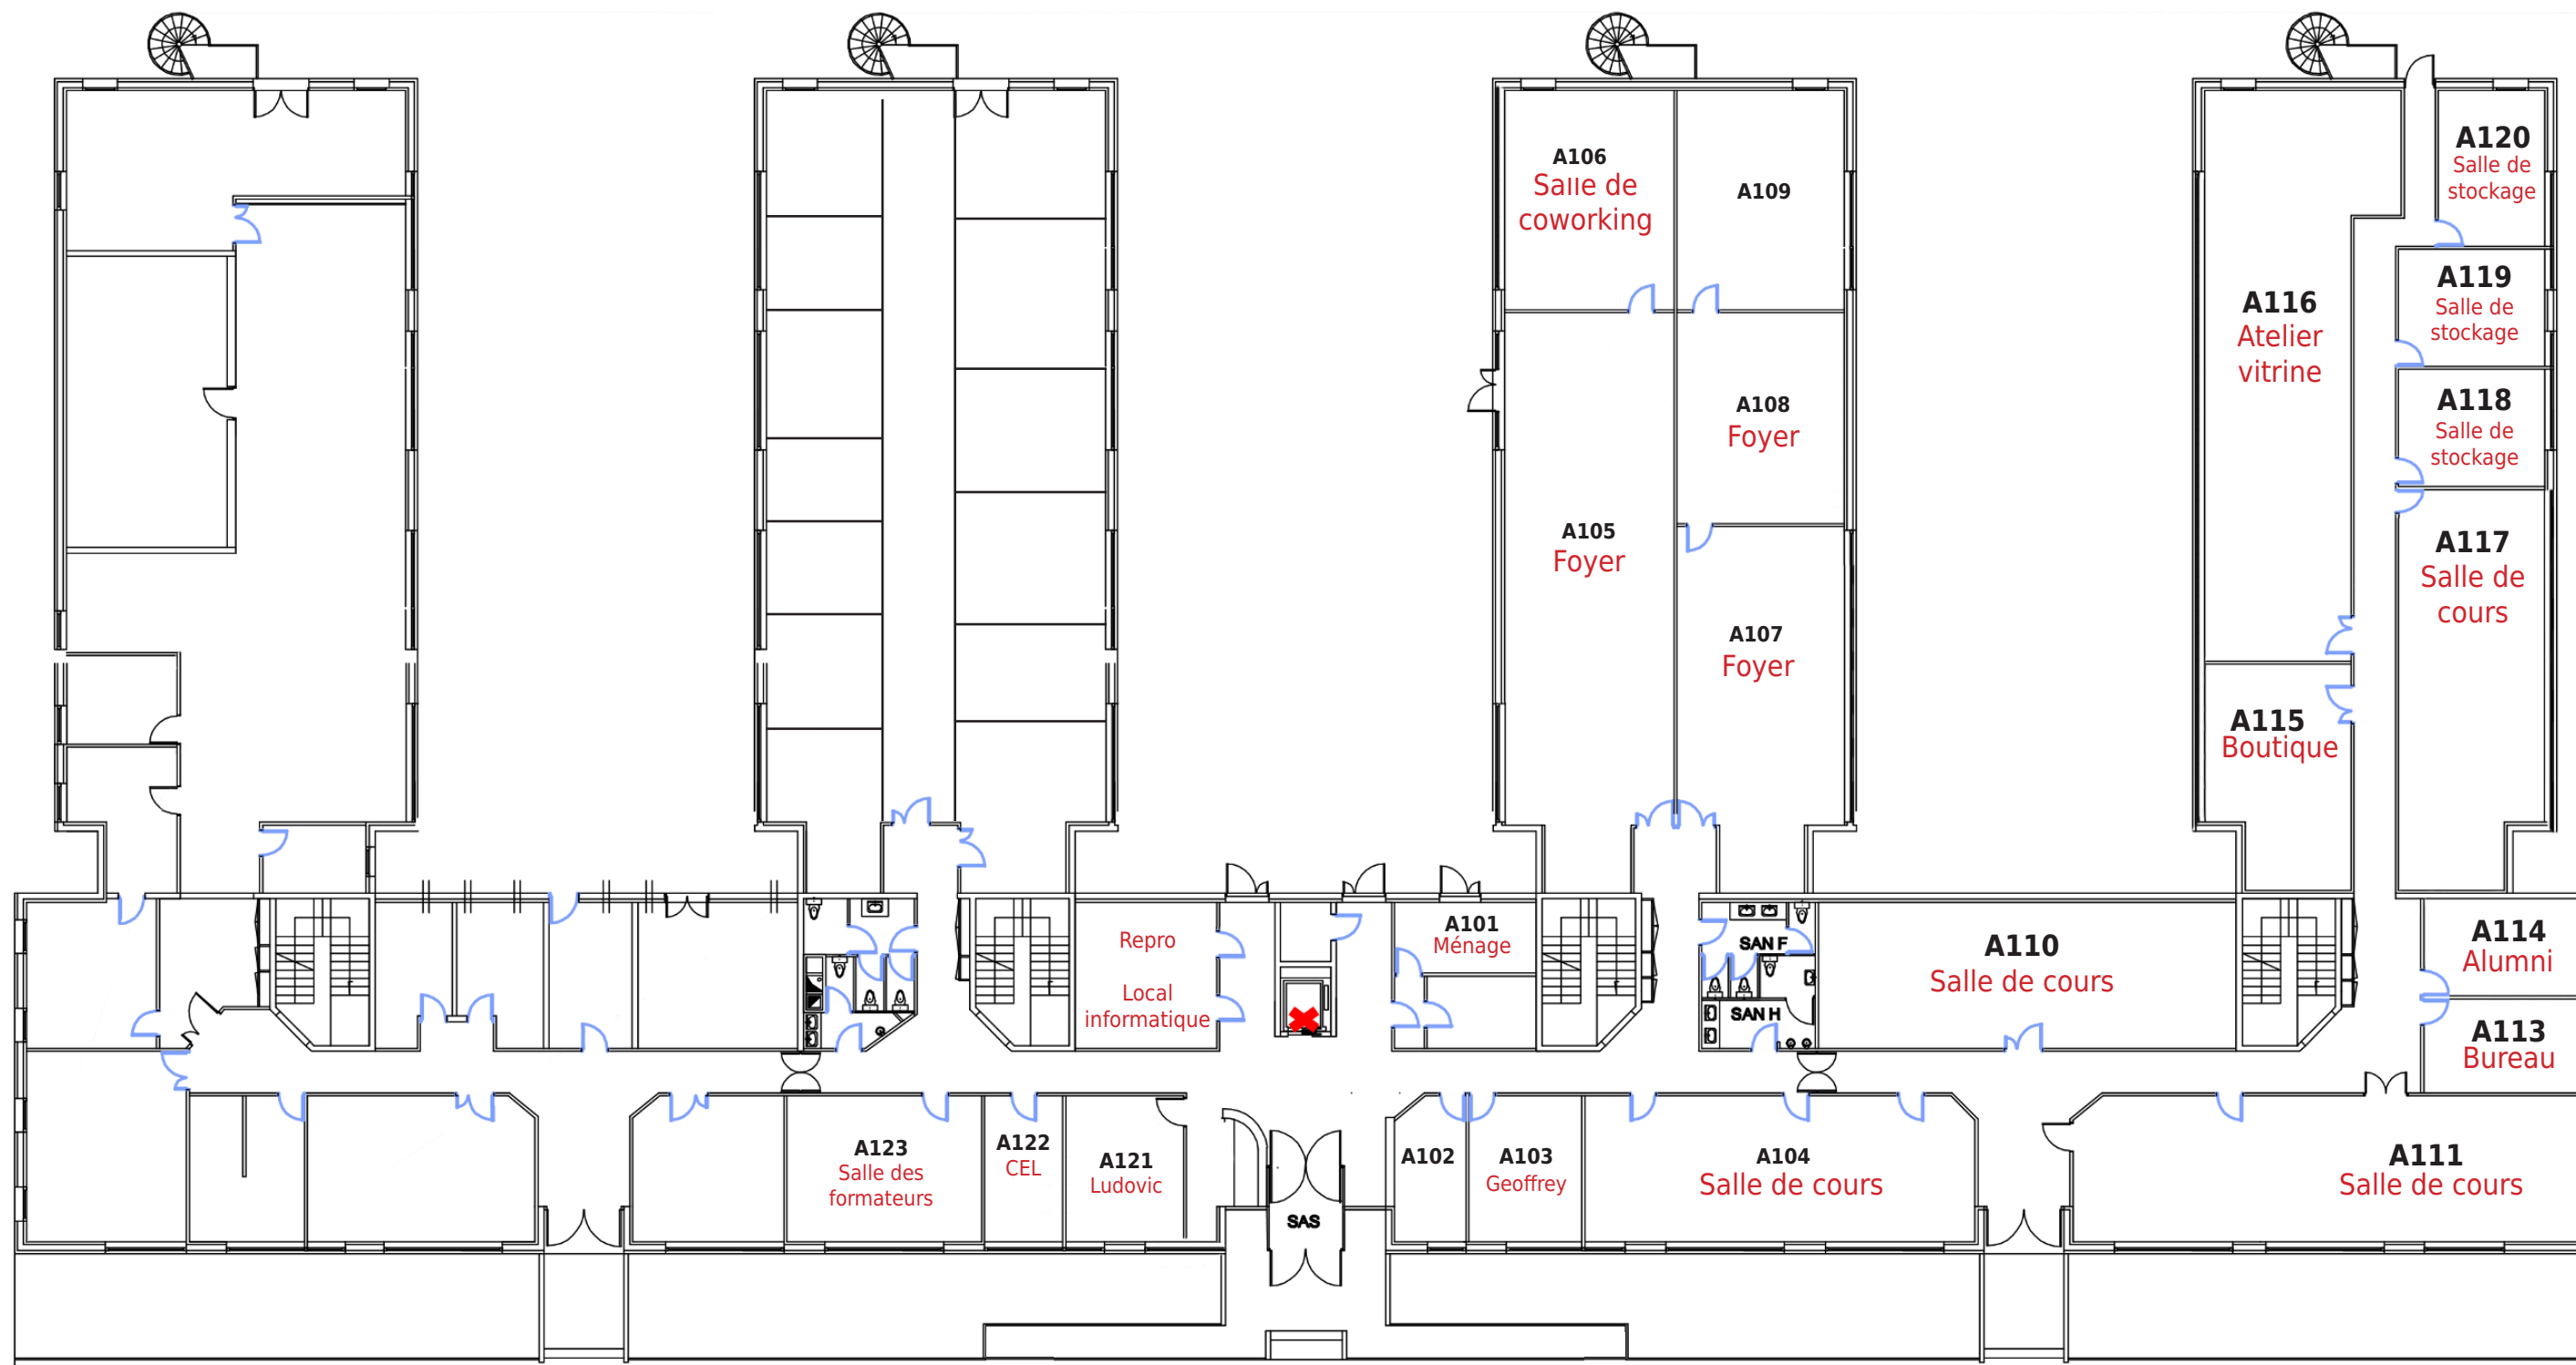 A106
Salle de
coworking
A109
A108
Foyer
A105
Foyer
A107
Foyer
A120
Salle de
stockage
A119
Salle de
stockage
A118
Salle de
stockage
A116
Atelier
vitrine
A117
Salle de
cours
A115
Boutique
Repro
Local
informatique
A101
Ménage
SAN F
SAN H
A110
Salle de cours
A114
Alumni
A113
Bureau
A123
Salle des
formateurs
A122
CEL
A121
Ludovic
SAS
A102
A103
Geoffrey
A104
Salle de cours
A111
Salle de cours